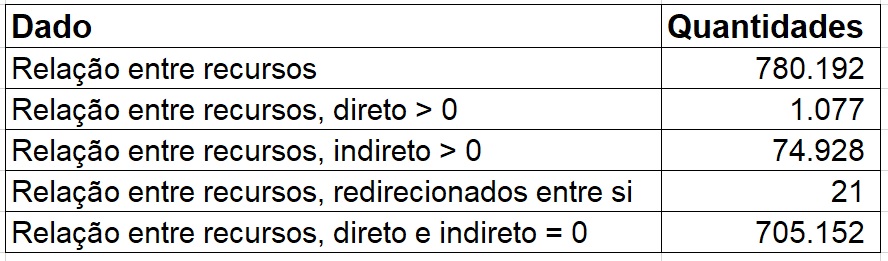 Dado Quantidades
Relação entre recursos 780.192
Relação entre recursos, direto > 0 1.077
Relação entre recursos, indireto > 0 74.928
Relação entre recursos, redirecionados entre si 21
Relação entre recursos, direto e indireto = 0 705.152